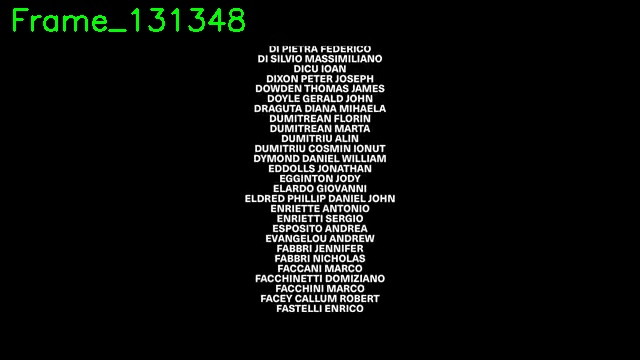 Frame_131348
DI PIETRA FEDERICO
DI SILVIO MASSIMILIANO
DICU IOAN
DIXON PETER JOSEPH
DOWDEN THOMAS JAMES
DOYLE GERALD JOHN
DRAGUTA DIANA MIHAELA
DUMITREAN FLORIN
DUMITREAN MARTA
DUMITRIU ALIN
DUMITRIU COSMIN IONUT
DYMOND DANIEL WILLIAM
EDDOLLS JONATHAN
EGGINTON JODY
ELARDO GIOVANNI
ELDRED PHILLIP DANIEL JOHN
ENRIETTE ANTONIO
ENRIETTI SERGIO
ESPOSITO ANDREA
EVANGELOU ANDREW
FABBRI JENNIFER
FABBRI NICHOLAS
FACCANI MARCO
FACCHINETTI DOMIZIANO
FACCHINI MARCO
FACEY CALLUM ROBERT
FASTELLI ENRICO